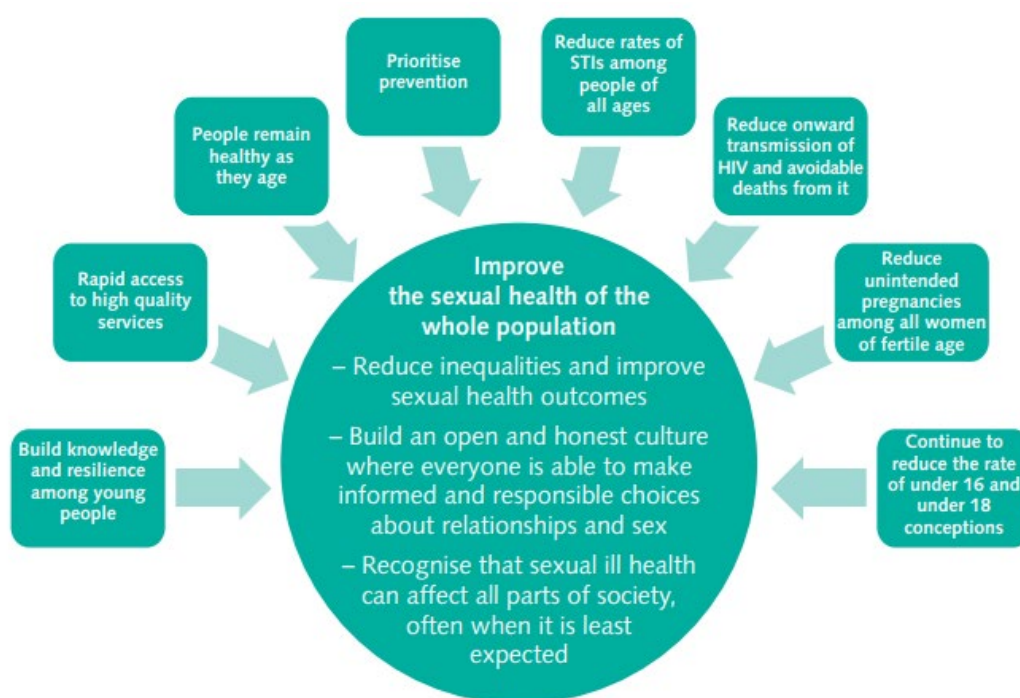 Build knowledge
and resilience
among young
people
Rapid access
to high quality
services
People remain
healthy as
they age
Prioritise
prevention
Reduce rates of
STIs among
people of
all ages
Reduce onward
transmission of
HIV and avoidable
deaths from it
Reduce
unintended
pregnancies
among all women
of fertile age
Continue to
reduce the rate
of under 16 and
under 18
conceptions
Improve
the sexual health of the
whole population
– Reduce inequalities and improve
sexual health outcomes
– Build an open and honest culture
where everyone is able to make
informed and responsible choices
about relationships and sex
– Recognise that sexual ill health
can affect all parts of society,
often when it is least
expected